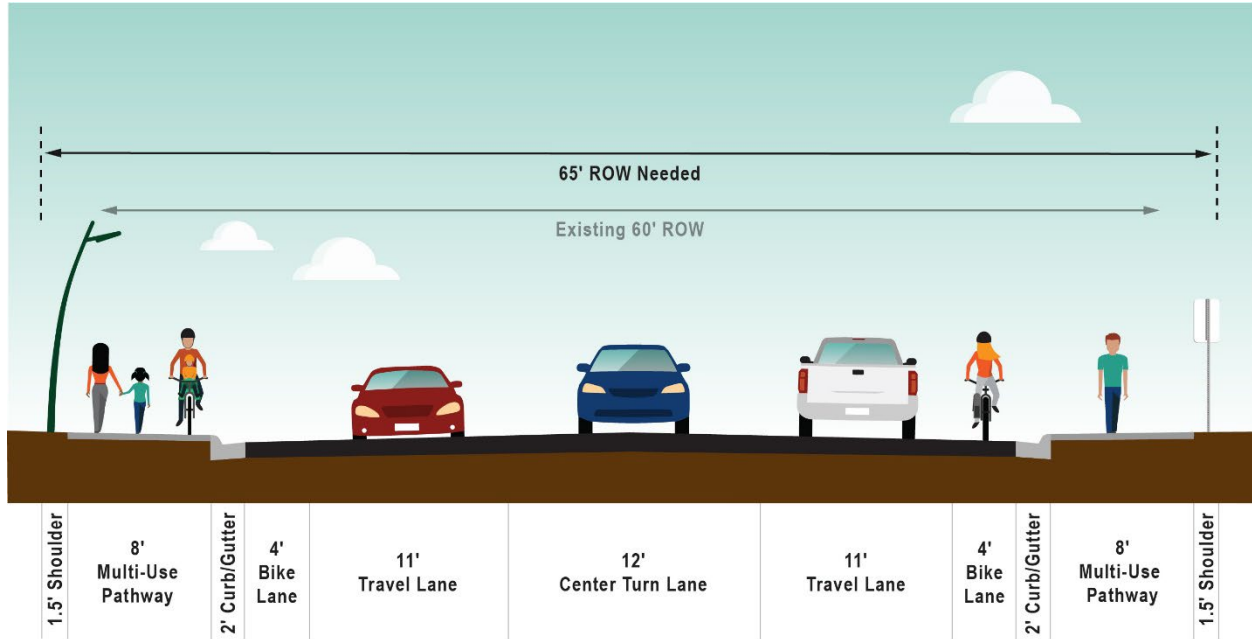 65' ROW Needed
Existing 60' ROW
1.5' Shoulder
8'
Multi-Use
Pathway
2' Curb/Gutter
4'
Bike
Lane
11'
Travel Lane
12'
Center Turn Lane
11'
Travel Lane
4'
Bike
Lane
2' Curb/Gutter
8'
Multi-Use
Pathway
1.5' Shoulder